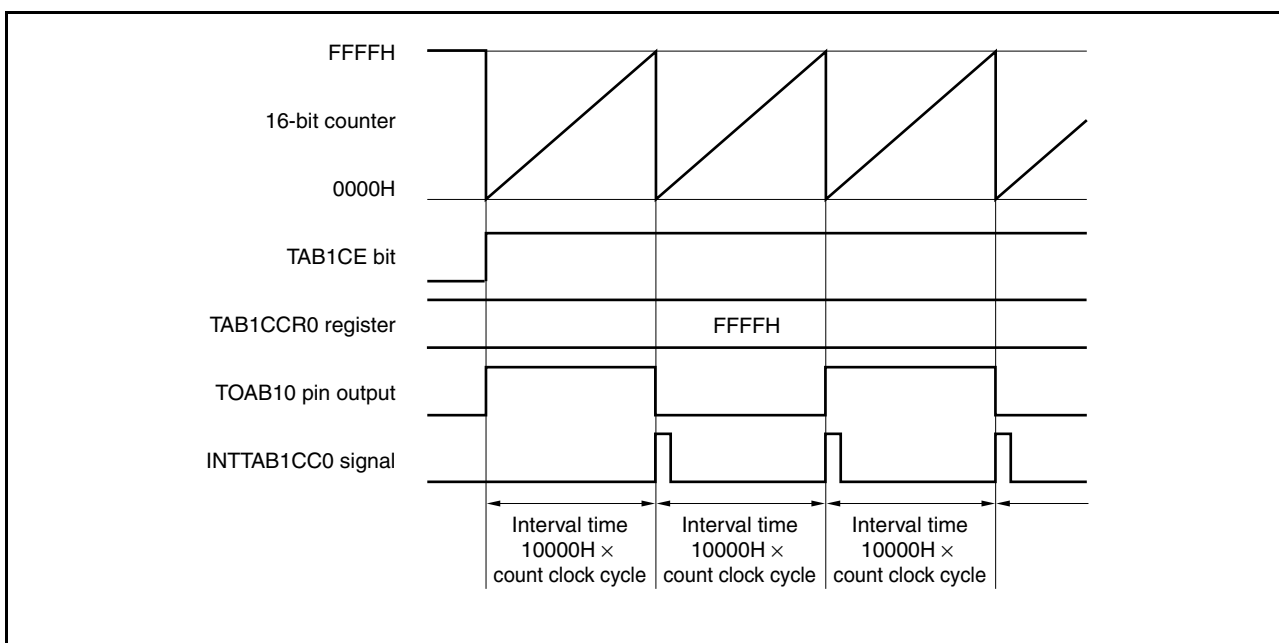 FFFFH
16-bit counter
0000H
TAB1CE bit
TAB1CCR0 register
FFFFH
TOAB10 pin output
INTTAB1CC0 signal
Interval time
10000H ×
count clock cycle
Interval time
10000H ×
count clock cycle
Interval time
10000H ×
count clock cycle